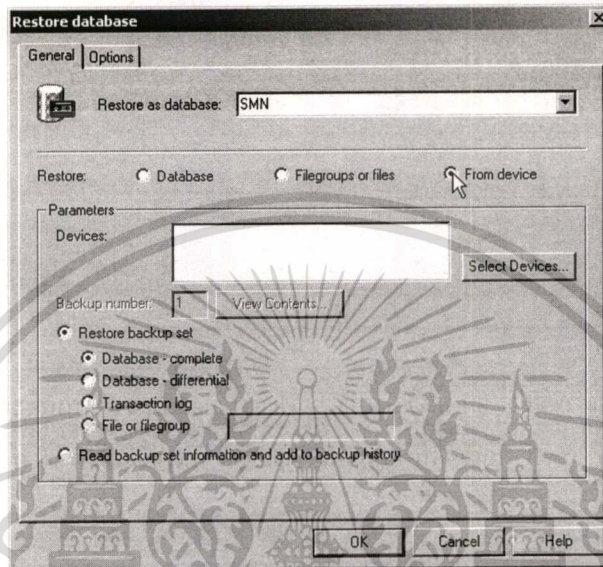 Restore database
General Options
Restore as database: SMN
Restore: Database Filegroups or files From device
Parameters
Devices:
Select Devices...
Backup number: 1 View Contents...
Restore backup set
Database - complete
Database - differential
Transaction log
File or filegroup
Read backup set information and add to backup history
OK Cancel Help